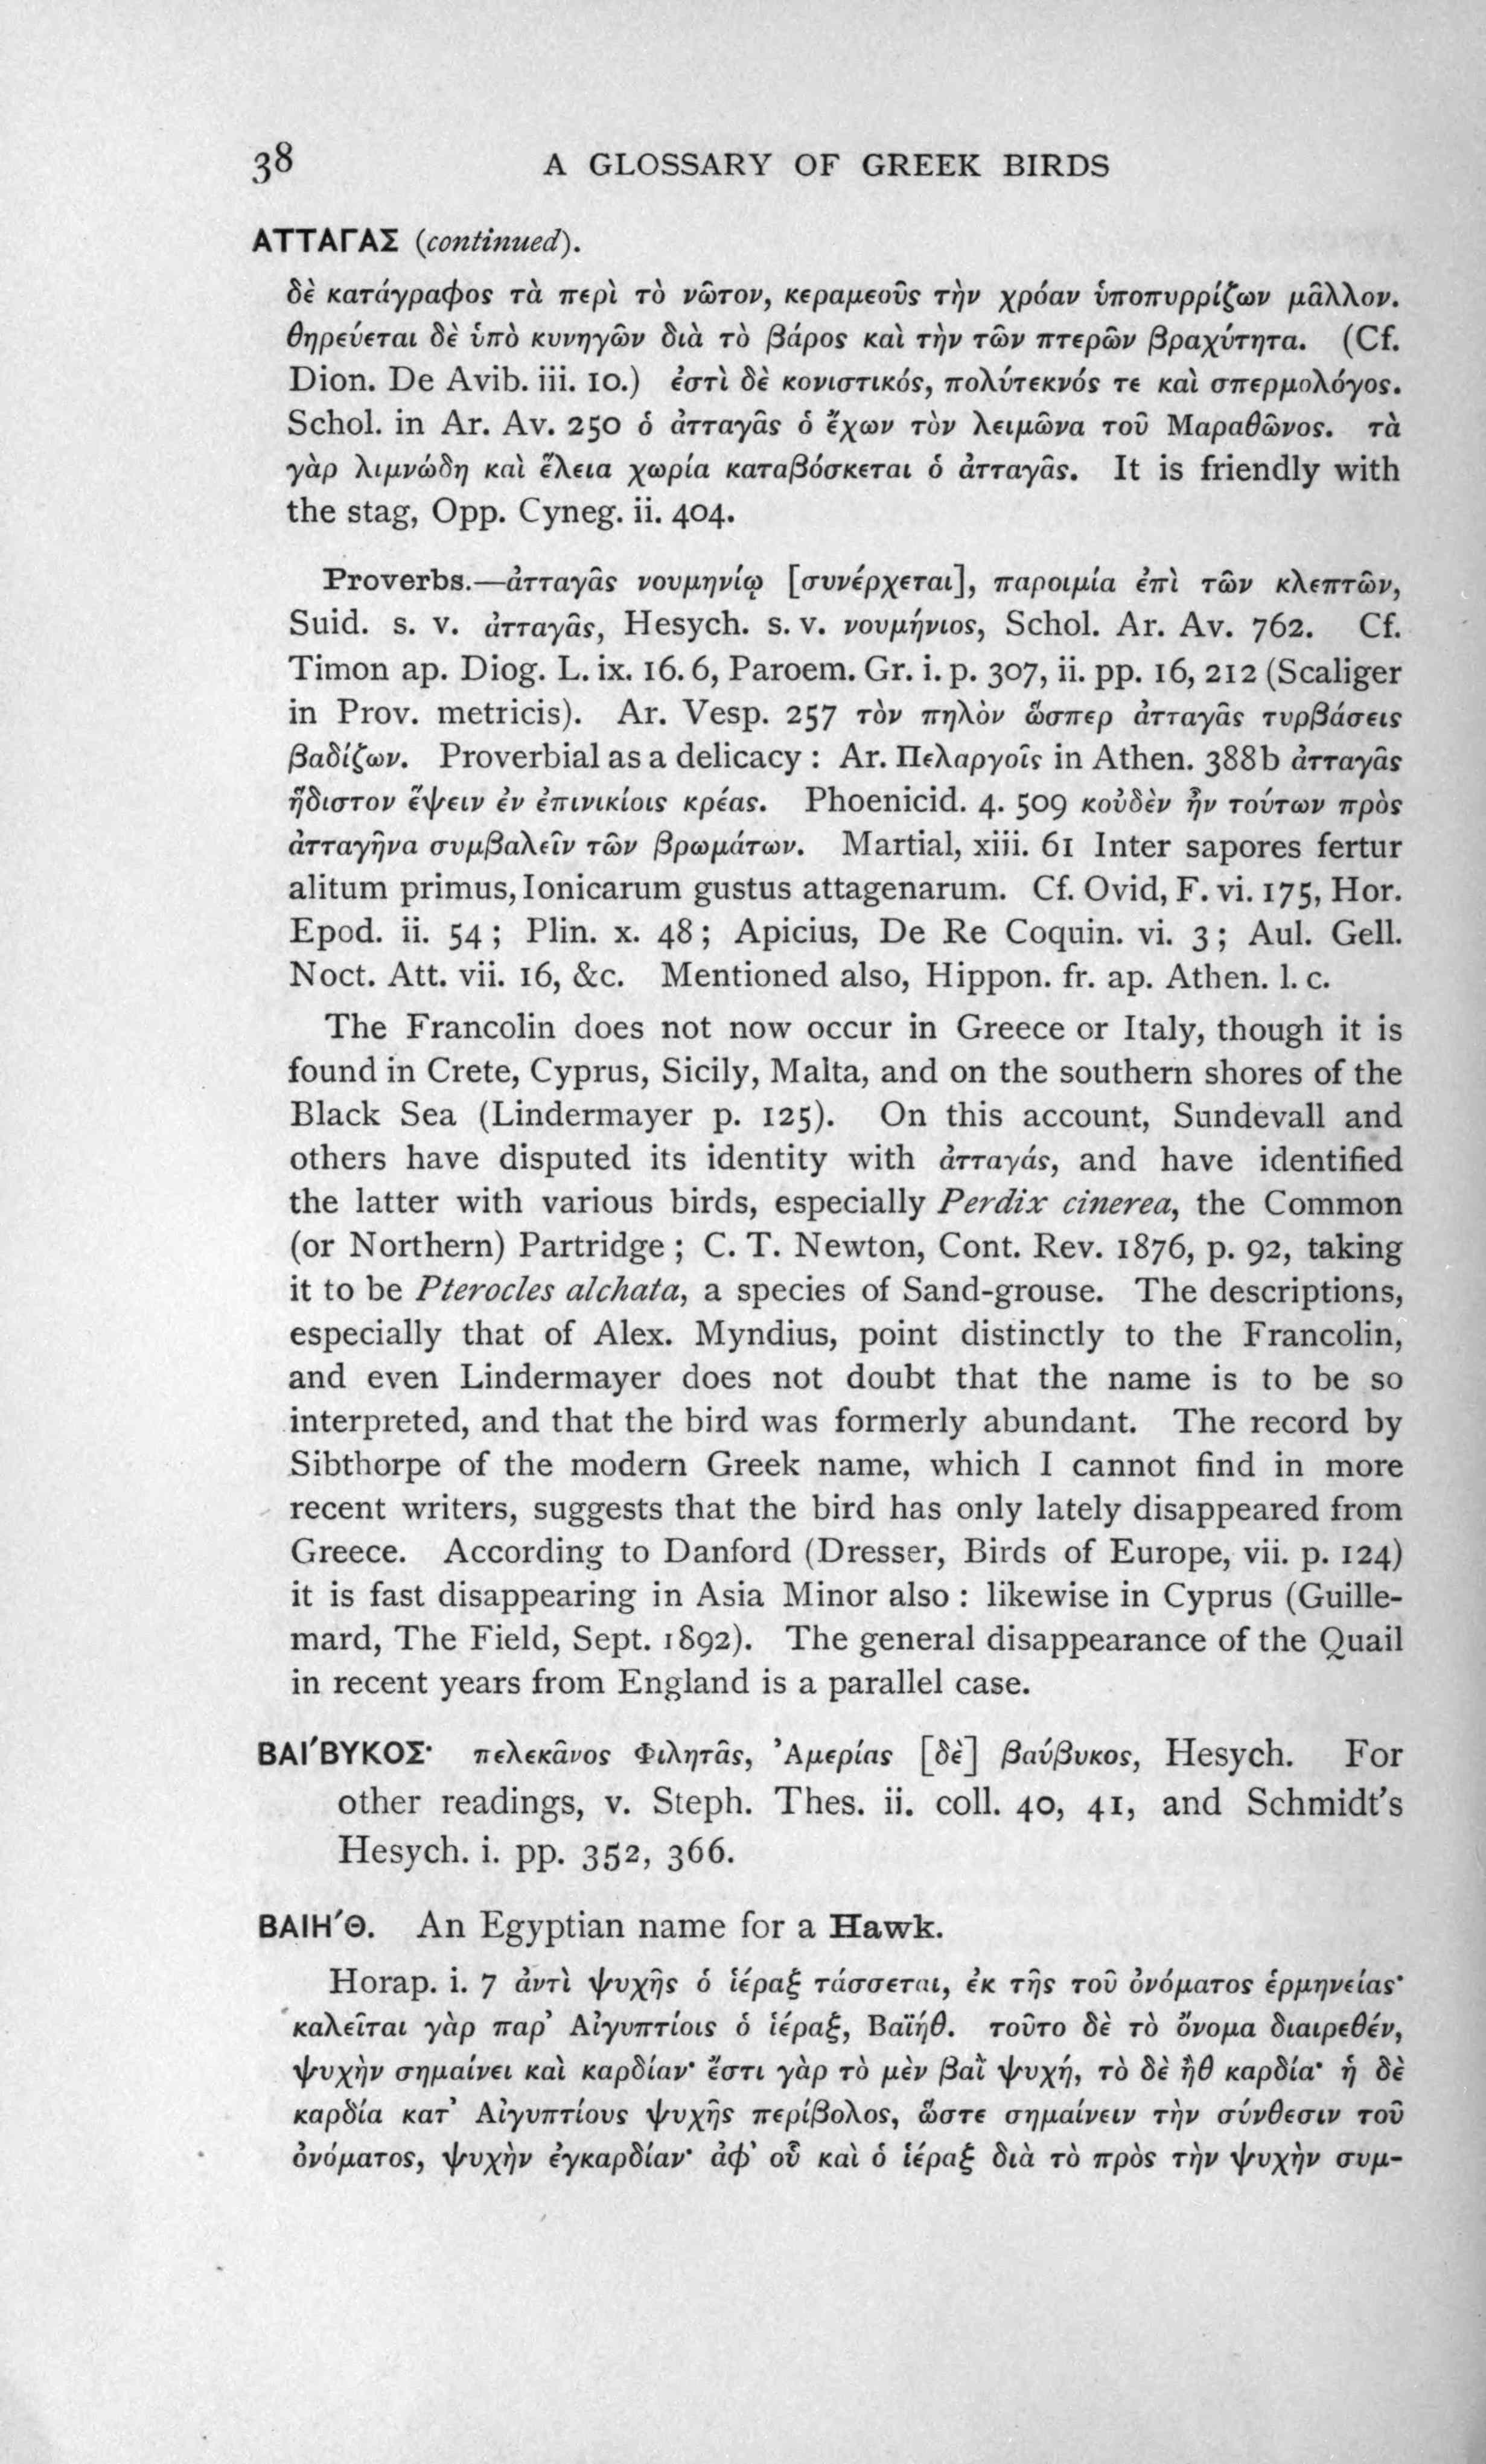 38 A GLOSSARY OF GREEK BIRDS
ΑΤΤΑΓΑΣ (continued).
δὲ κατάγραφος τὰ περὶ τὸ νῶτον, κεραμεοῦς τὴν χρόαν ὑποπυρρίζων μᾶλλον.
θηρεύεται δὲ ὑπὸ κυνηγῶν διὰ τὸ βάρος καὶ τὴν τῶν πτερῶν βραχύτητα. (Cf.
Dion. De Avib. iii. 10.) ἐστὶ δὲ κονιστικός, πολύτεκνός τε καὶ σπερμολόγος.
Schol. in Ar. Av. 250 ὁ ἀτταγᾶς ὁ ἔχων τὸν λειμῶνα τοῦ Μαραθῶνος. τὰ
γὰρ λιμνώδη καὶ ἕλεια χωρία καταβόσκεται ὁ ἀτταγᾶς. It is friendly with
the stag, Opp. Cyneg. ii. 404.
Proverbs.—ἀτταγᾶς νουμηνίῳ [συνέρχεται], παροιμία ἐπὶ τῶν κλεπτῶν,
Suid. s. v. ἀτταγᾶς, Hesych. s. v. νουμήνιος, Schol. Ar. Av. 762. Cf.
Timon ap. Diog. L. ix. 16. 6, Paroem. Gr. i. p. 307, ii. pp. 16, 212 (Scaliger
in Prov. metricis). Ar. Vesp. 257 τὸν πηλὸν ὥσπερ ἀτταγᾶς τυρβάσεις
βαδίζων. Proverbial as a delicacy : Ar. Πελαργοῖς in Athen. 388b ἀτταγᾶς
ἥδιστον ἕψειν ἐν ἐπινικίοις κρέας. Phoenicid. 4. 509 κοὐδὲν ἦν τούτων πρὸς
ἀτταγῆνα συμβαλεῖν τῶν βρωμάτων. Martial, xiii. 61 Inter sapores fertur
alitum primus, Ionicarum gustus attagenarum. Cf. Ovid, F. vi. 175, Hor.
Epod. ii. 54 ; Plin. x. 48 ; Apicius, De Re Coquin. vi. 3 ; Aul. Gell.
Noct. Att. vii. 16, &c. Mentioned also, Hippon. fr. ap. Athen. l. c.
The Francolin does not now occur in Greece or Italy, though it is
found in Crete, Cyprus, Sicily, Malta, and on the southern shores of the
Black Sea (Lindermayer p. 125). On this account, Sundevall and
others have disputed its identity with ἀτταγάς, and have identified
the latter with various birds, especially Perdix cinerea, the Common
(or Northern) Partridge ; C. T. Newton, Cont. Rev. 1876, p. 92, taking
it to be Pterocles alchata, a species of Sand-grouse. The descriptions,
especially that of Alex. Myndius, point distinctly to the Francolin,
and even Lindermayer does not doubt that the name is to be so
interpreted, and that the bird was formerly abundant. The record by
Sibthorpe of the modern Greek name, which I cannot find in more
recent writers, suggests that the bird has only lately disappeared from
Greece. According to Danford (Dresser, Birds of Europe, vii. p. 124)
it is fast disappearing in Asia Minor also : likewise in Cyprus (Guille-
mard, The Field, Sept. 1892). The general disappearance of the Quail
in recent years from England is a parallel case.
ΒΑΙ´ΒΥΚΟΣ· πελεκᾶνος Φιλητᾶς, Ἀμερίας [δὲ] βαύβυκος, Hesych. For
other readings, v. Steph. Thes. ii. coll. 40, 41, and Schmidt's
Hesych. i. pp. 352, 366.
ΒΑΙΗ´Θ. An Egyptian name for a Hawk.
Horap. i. 7 ἀντὶ ψυχῆς ὁ ἱέραξ τάσσεται, ἐκ τῆς τοῦ ὀνόματος ἑρμηνείας·
καλεῖται γὰρ παρ' Αἰγυπτίοις ὁ ἱέραξ, Βαϊήθ. τοῦτο δὲ τὸ ὄνομα διαιρεθέν,
ψυχὴν σημαίνει καὶ καρδίαν· ἔστι γὰρ τὸ μὲν βαῒ ψυχή, τὸ δὲ ἢθ καρδία· ἡ δὲ
καρδία κατ' Αἰγυπτίους ψυχῆς περίβολος, ὥστε σημαίνειν τὴν σύνθεσιν τοῦ
ὀνόματος, ψυχὴν ἐγκαρδίαν· ἀφ' οὗ καὶ ὁ ἱέραξ διὰ τὸ πρὸς τὴν ψυχὴν συμ-